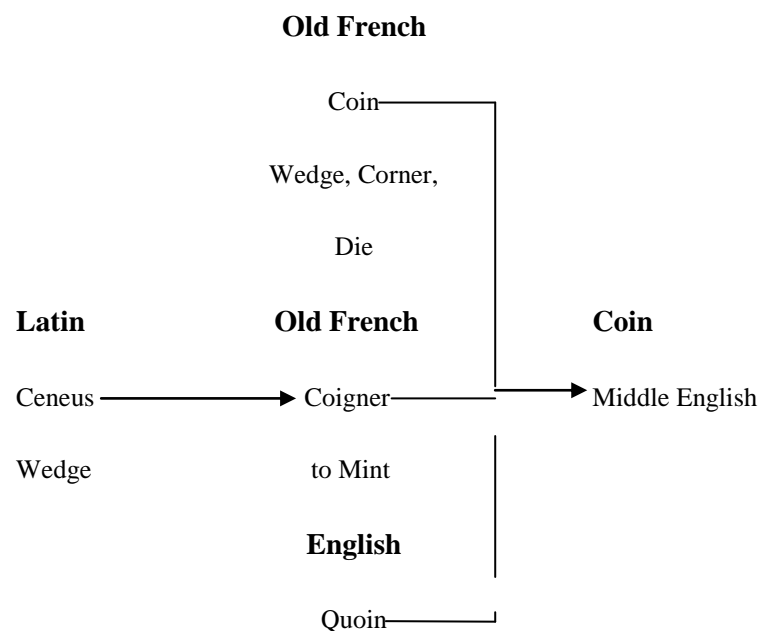 Old French
Coin
Wedge, Corner,
Die
Latin Old French Coin
Ceneus Coigner Middle English
Wedge to Mint
English
Quoin